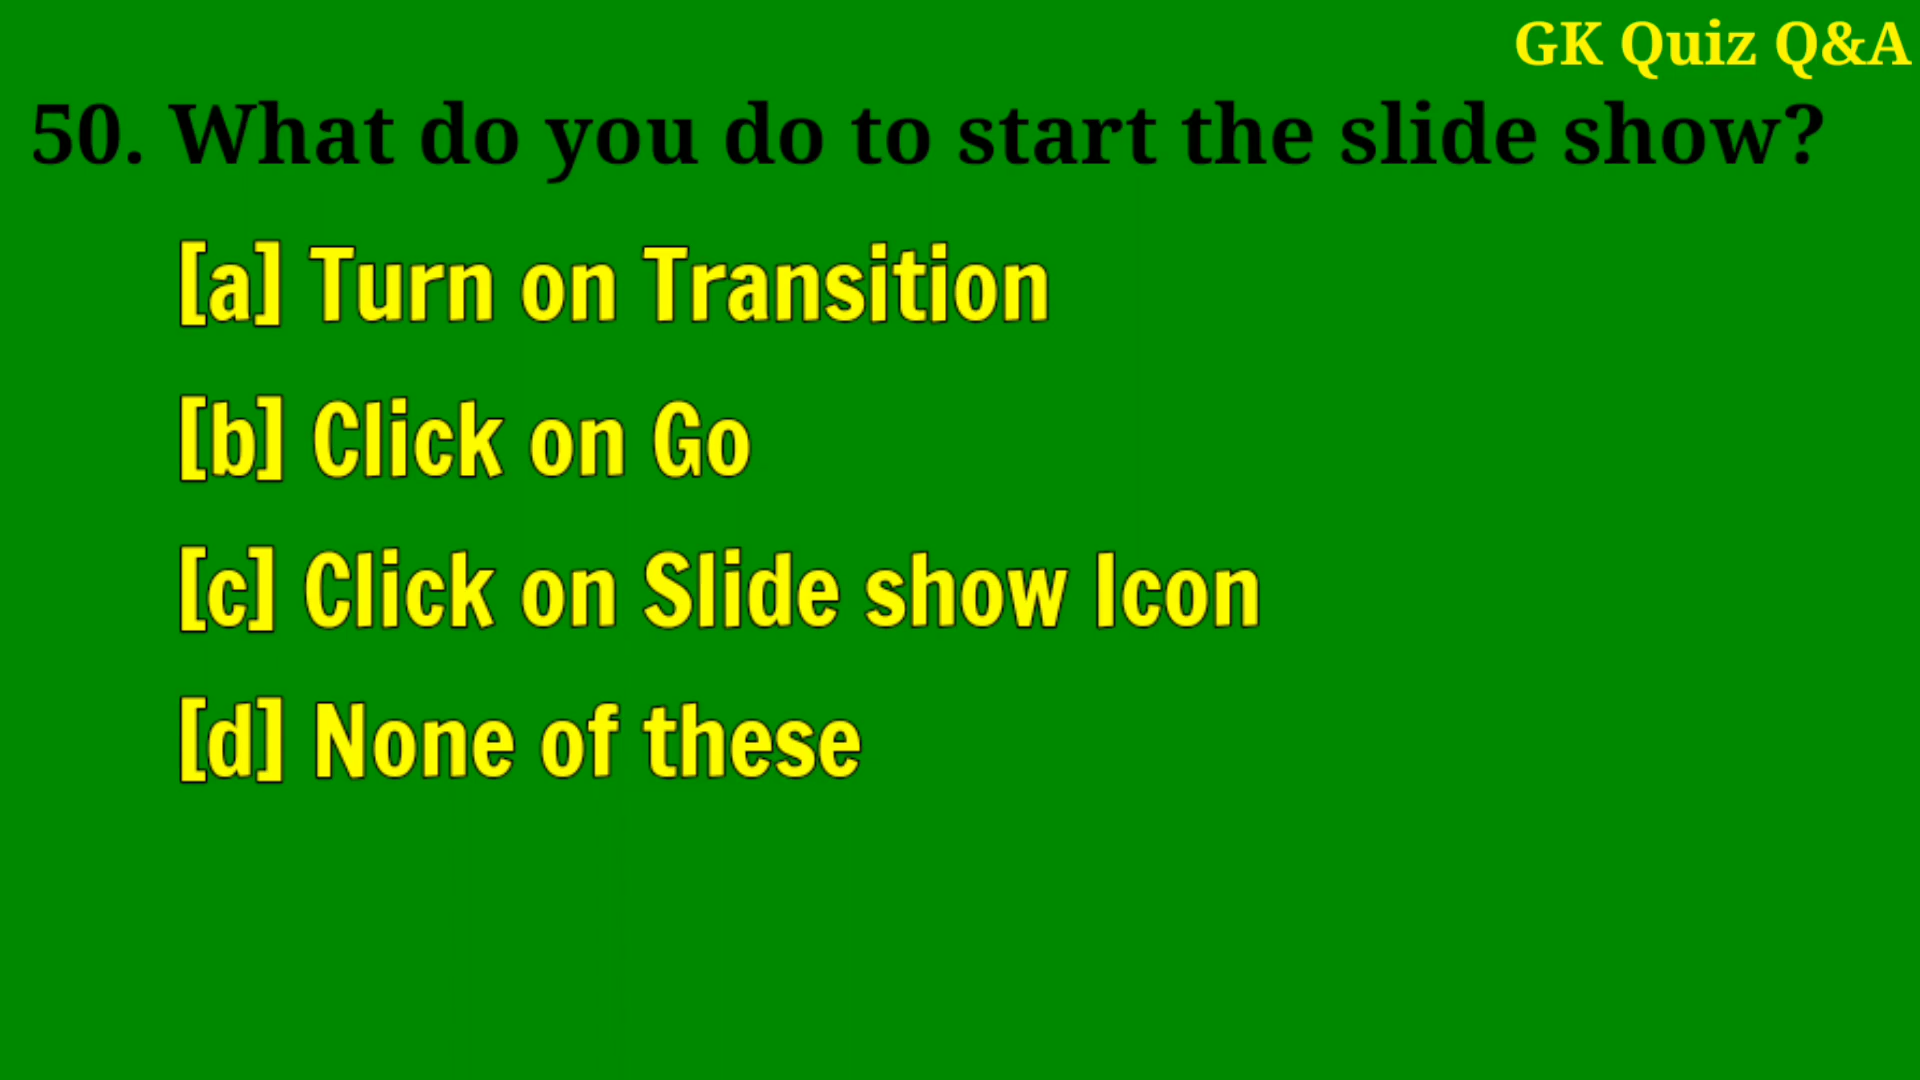 GK Quiz Q&A
50. What do you do to start the slide show?
[a] Turn on Transition
[b] Click on Go
[c] Click on Slide show Icon
[d] None of these